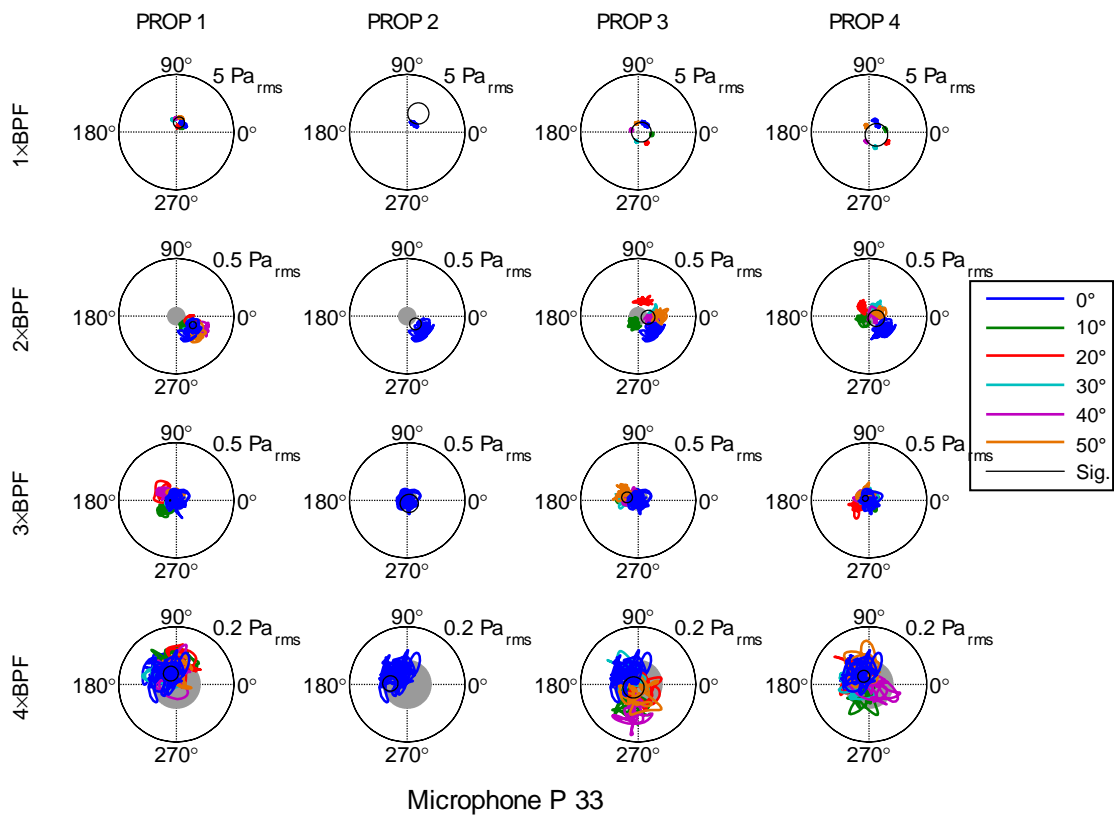 PROP 1 PROP 2 PROP 3 PROP 4
1×BPF
90° 5 Pa rms 90° 5 Pa rms 90° 5 Pa rms 90° 5 Pa rms
180° 0° 180° 0° 180° 0° 180° 0°
270° 270° 270° 270°
2×BPF
90° 0.5 Pa rms 90° 0.5 Pa rms 90° 0.5 Pa rms 90° 0.5 Pa rms
180° 0° 180° 0° 180° 0° 180° 0°
270° 270° 270° 270°
3×BPF
90° 0.5 Pa rms 90° 0.5 Pa rms 90° 0.5 Pa rms 90° 0.5 Pa rms
180° 0° 180° 0° 180° 0° 180° 0°
270° 270° 270° 270°
4×BPF
90° 0.2 Pa rms 90° 0.2 Pa rms 90° 0.2 Pa rms 90° 0.2 Pa rms
180° 0° 180° 0° 180° 0° 180° 0°
270° 270° 270° 270°
0°
10°
20°
30°
40°
50°
Sig.
Microphone P 33